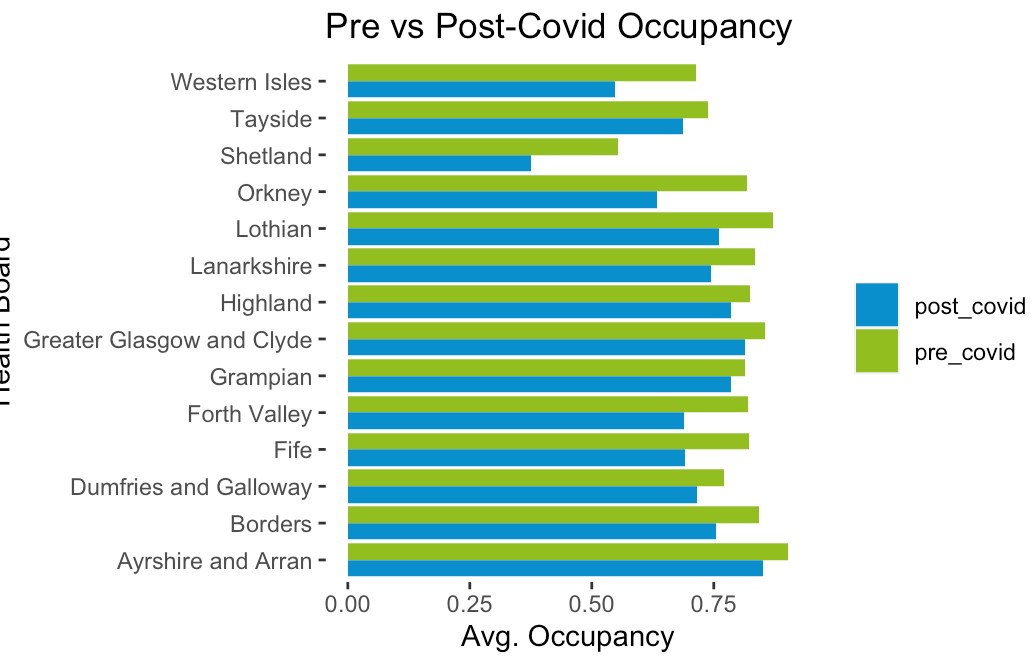 Pre vs Post-Covid Occupancy
Western Isles
Tayside
Shetland
Orkney
Lothian
Lanarkshire
Highland
Greater Glasgow and Clyde
Grampian
Forth Valley
Fife
Dumfries and Galloway
Borders
Ayrshire and Arran
Health Board
0.00 0.25 0.50 0.75
Avg. Occupancy
post_covid
pre_covid